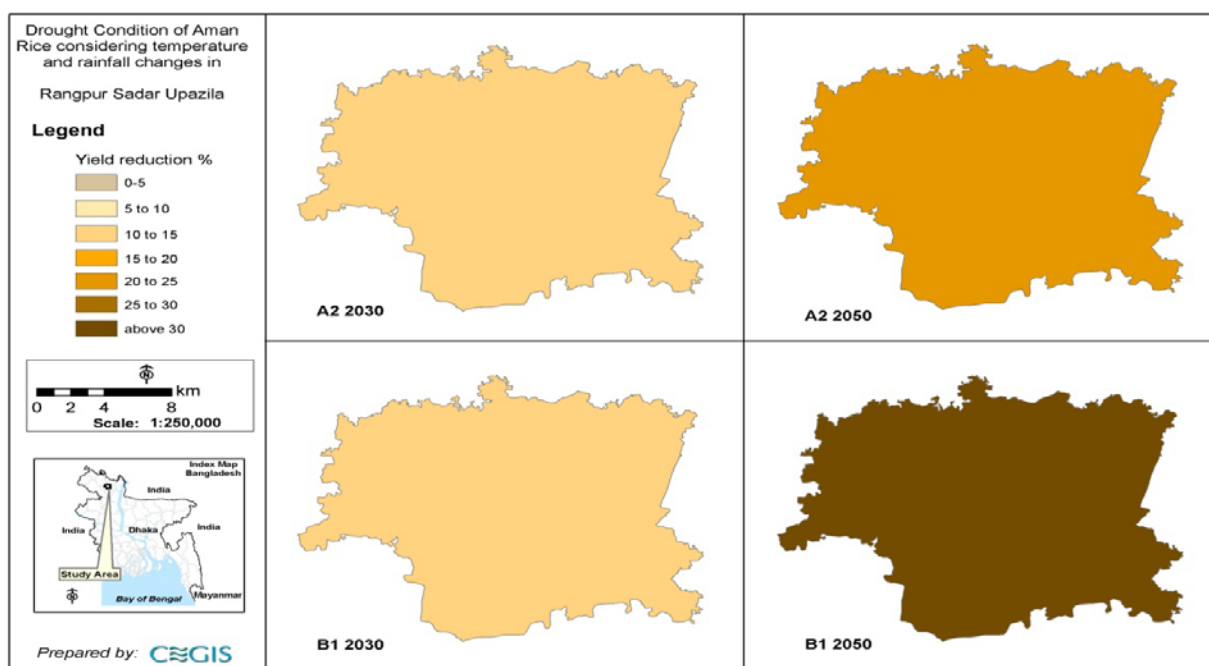 Drought Condition of Aman
Rice considering temperature
and rainfall changes in
Rangpur Sadar Upazila
Legend
Yield reduction %
0-5
5 to 10
10 to 15
15 to 20
20 to 25
25 to 30
above 30
N
km
0 2 4 8
Scale: 1:250,000
Index Map
Bangladesh
India
India
Dhaka
India
Study Area
N
Bay of Bengal
Mayanmar
Prepared by: CEGIS
A2 2030
A2 2050
B1 2030
B1 2050